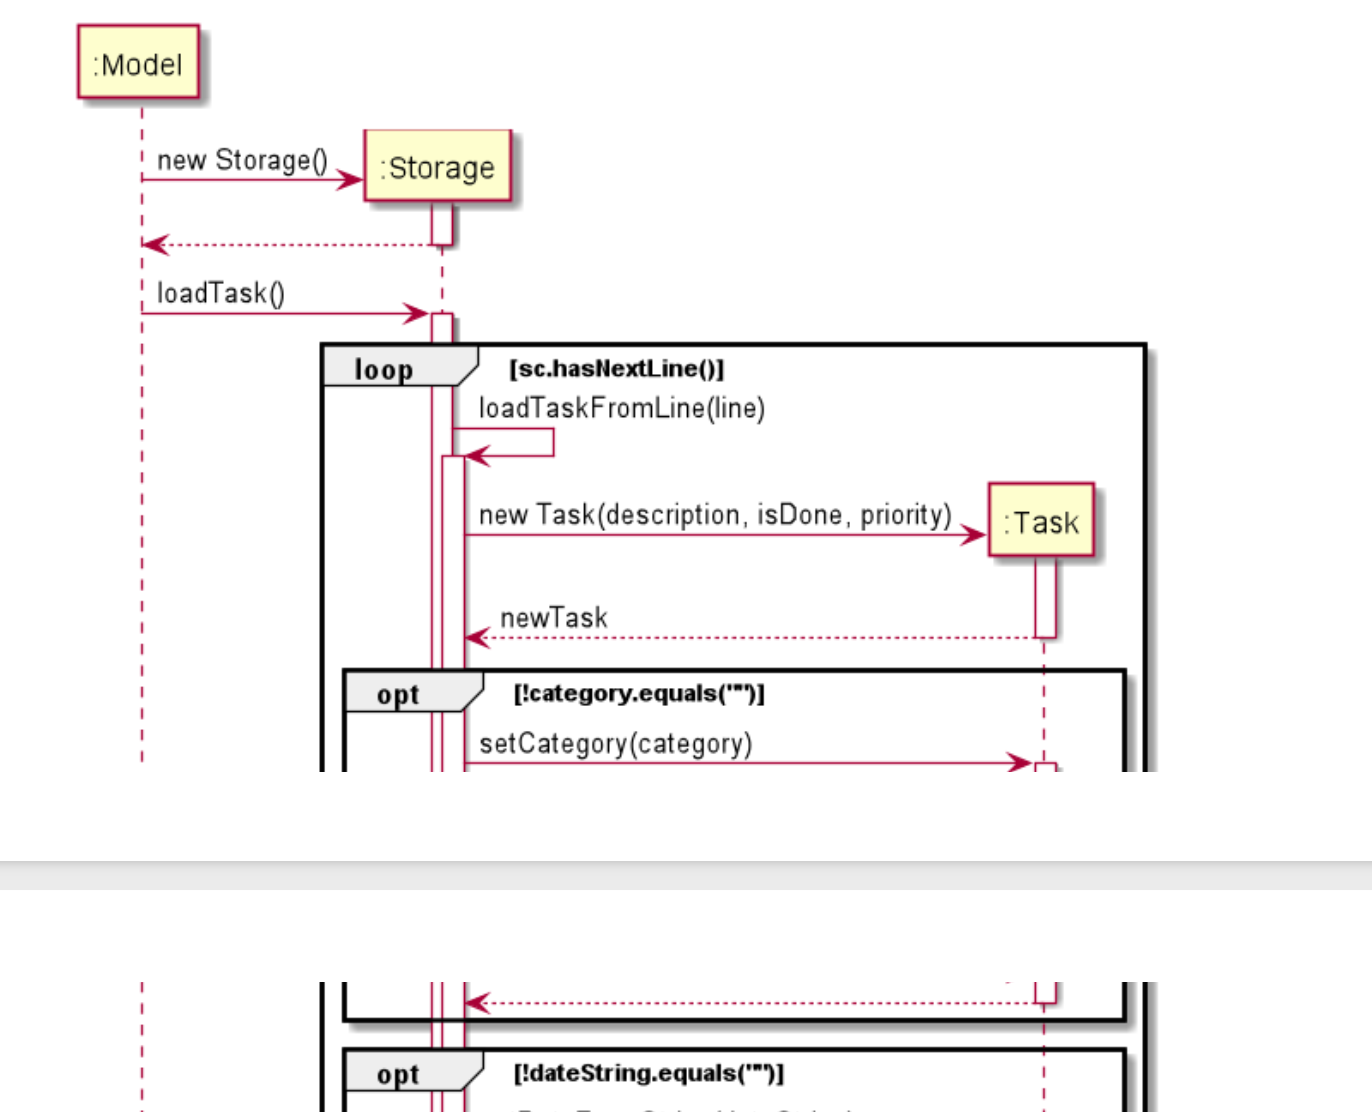 :Model
new Storage()
:Storage
loadTask()
loop
[sc.hasNextLine()]
loadTaskFromLine(line)
new Task(description, isDone, priority)
:Task
newTask
opt
[!category.equals("")]
setCategory(category)
opt
[!dateString.equals("")]